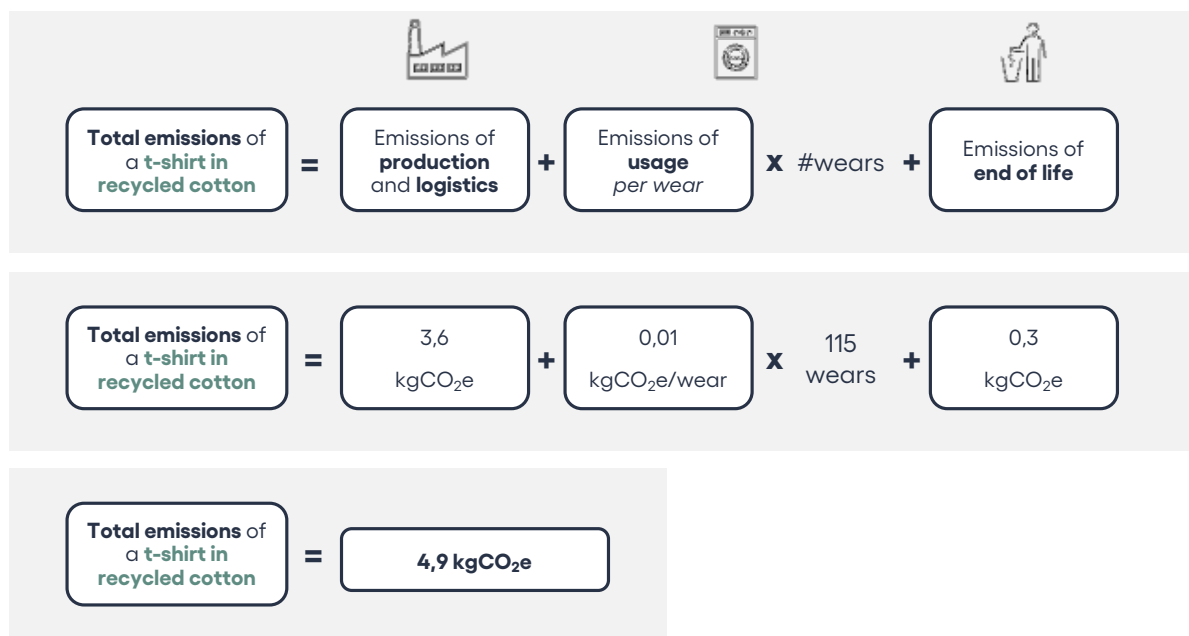 Total emissions of
a t-shirt in
recycled cotton
=
Emissions of
production
and logistics
+
Emissions of
usage
per wear
x #wears +
Emissions of
end of life
Total emissions of
a t-shirt in
recycled cotton
=
3,6
kgCO₂e
+
0,01
kgCO₂e/wear
x
115
wears
+
0,3
kgCO₂e
Total emissions of
a t-shirt in
recycled cotton
=
4,9 kgCO₂e